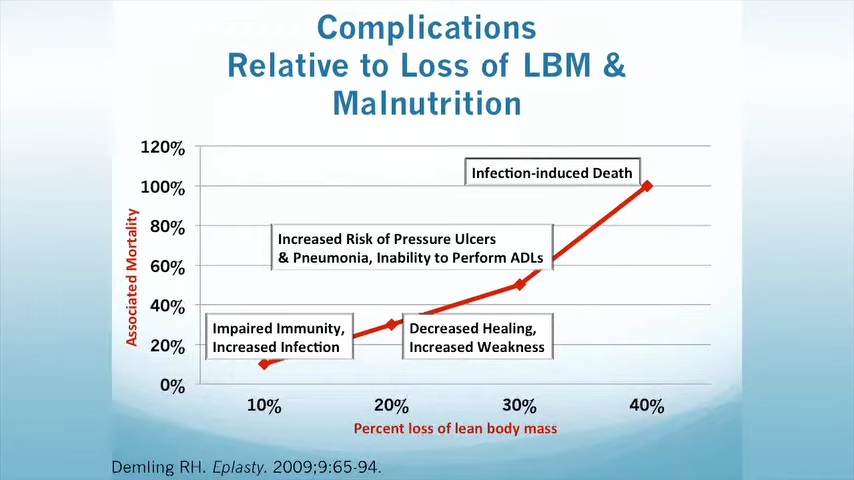 Complications
Relative to Loss of LBM &
Malnutrition
120%
100%
80%
60%
40%
20%
0%
Associated Mortality
Infection-induced Death
Increased Risk of Pressure Ulcers
& Pneumonia, Inability to Perform ADLs
Impaired Immunity,
Increased Infection
Decreased Healing,
Increased Weakness
10% 20% 30% 40%
Percent loss of lean body mass
Demling RH. Eplasty. 2009;9:65-94.